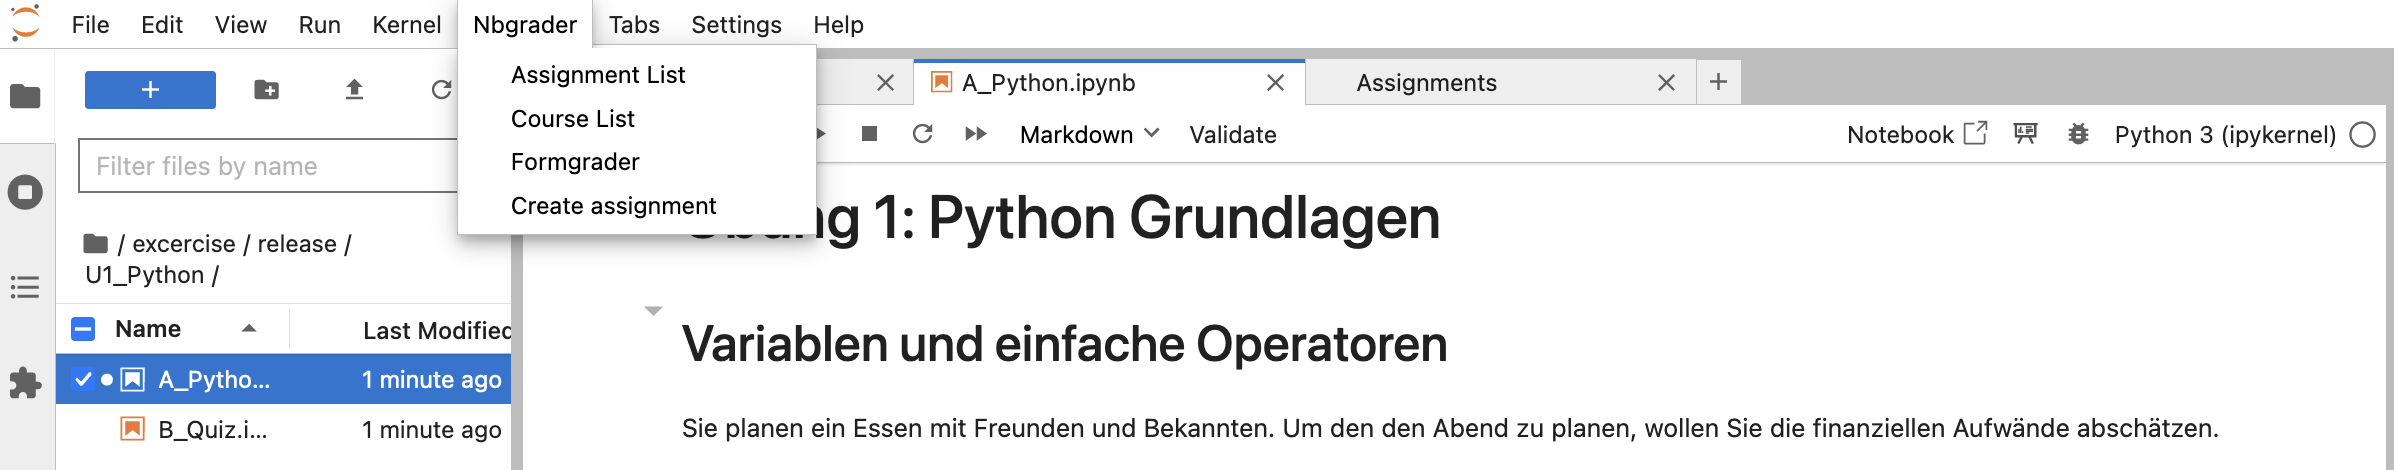 File Edit View Run Kernel Nbgrader Tabs Settings Help
Assignment List
Course List
Formgrader
Create assignment
+
Filter files by name
/ excercise / release /
U1_Python /
Name Last Modified
A_Pytho... 1 minute ago
B_Quiz.i... 1 minute ago
A_Python.ipynb Assignments +
Markdown Validate Notebook Python 3 (ipykernel)
Übung 1: Python Grundlagen
Variablen und einfache Operatoren
Sie planen ein Essen mit Freunden und Bekannten. Um den den Abend zu planen, wollen Sie die finanziellen Aufwände abschätzen.